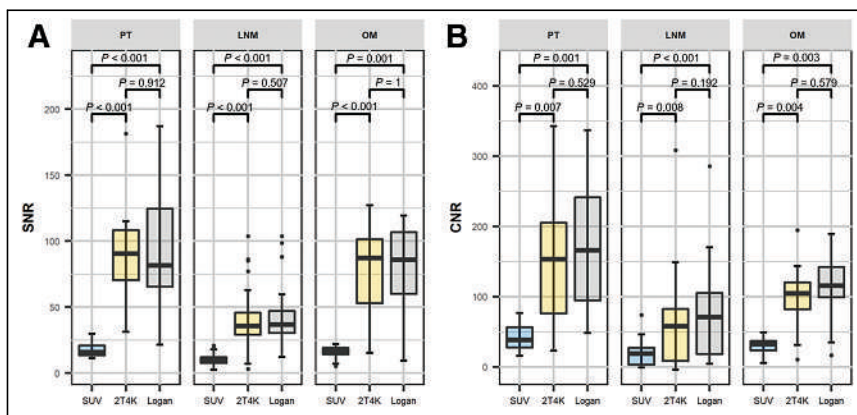 A
PT
LNM
OM
P < 0.001
P < 0.001
P = 0.001
P = 0.912
P = 0.507
P = 1
P < 0.001
P < 0.001
P < 0.001
SNR
200
150
100
50
0
SUV 2T4K Logan
SUV 2T4K Logan
SUV 2T4K Logan
B
PT
LNM
OM
P = 0.001
P < 0.001
P = 0.003
P = 0.529
P = 0.192
P = 0.579
P = 0.007
P = 0.008
P = 0.004
CNR
400
300
200
100
0
SUV 2T4K Logan
SUV 2T4K Logan
SUV 2T4K Logan